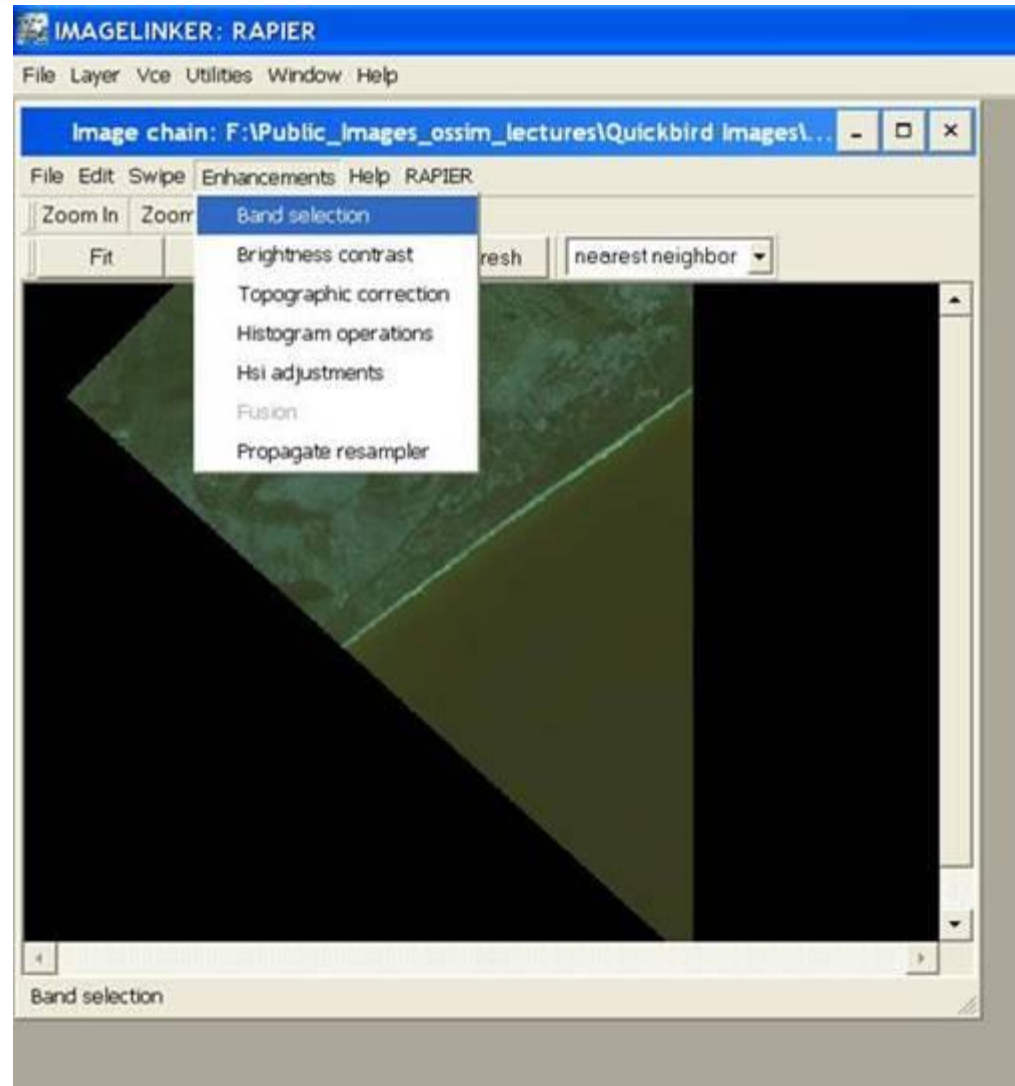 IMAGELINKER: RAPIER
File Layer Vce Utilities Window Help
Image chain: F:\Public_Images_ossim_lectures\Quickbird Images\...
File Edit Swipe Enhancements Help RAPIER
Zoom In Zoom
Band selection
Fit
Brightness contrast
resh
nearest neighbor
Topographic correction
Histogram operations
Hsi adjustments
Fusion
Propagate resampler
Band selection